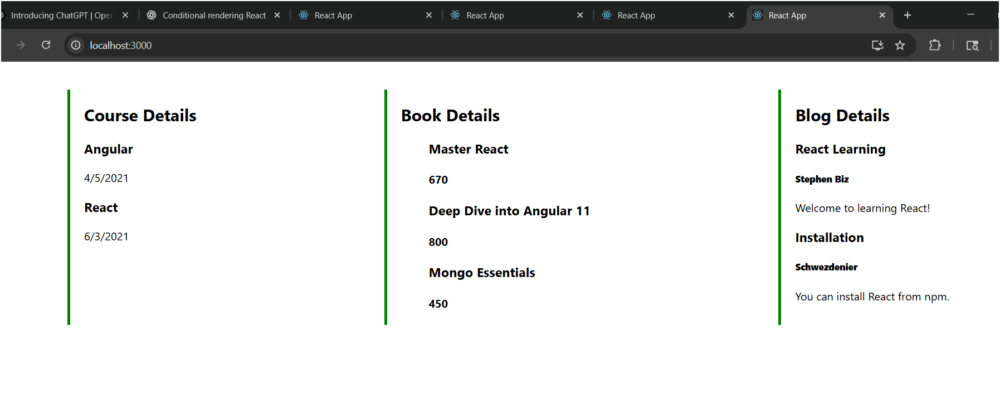 Introducing ChatGPT | Oper
Conditional rendering React
React App
React App
React App
React App
localhost:3000
Course Details
Angular
4/5/2021
React
6/3/2021
Book Details
Master React
670
Deep Dive into Angular 11
800
Mongo Essentials
450
Blog Details
React Learning
Stephen Biz
Welcome to learning React!
Installation
Schwezdenier
You can install React from npm.